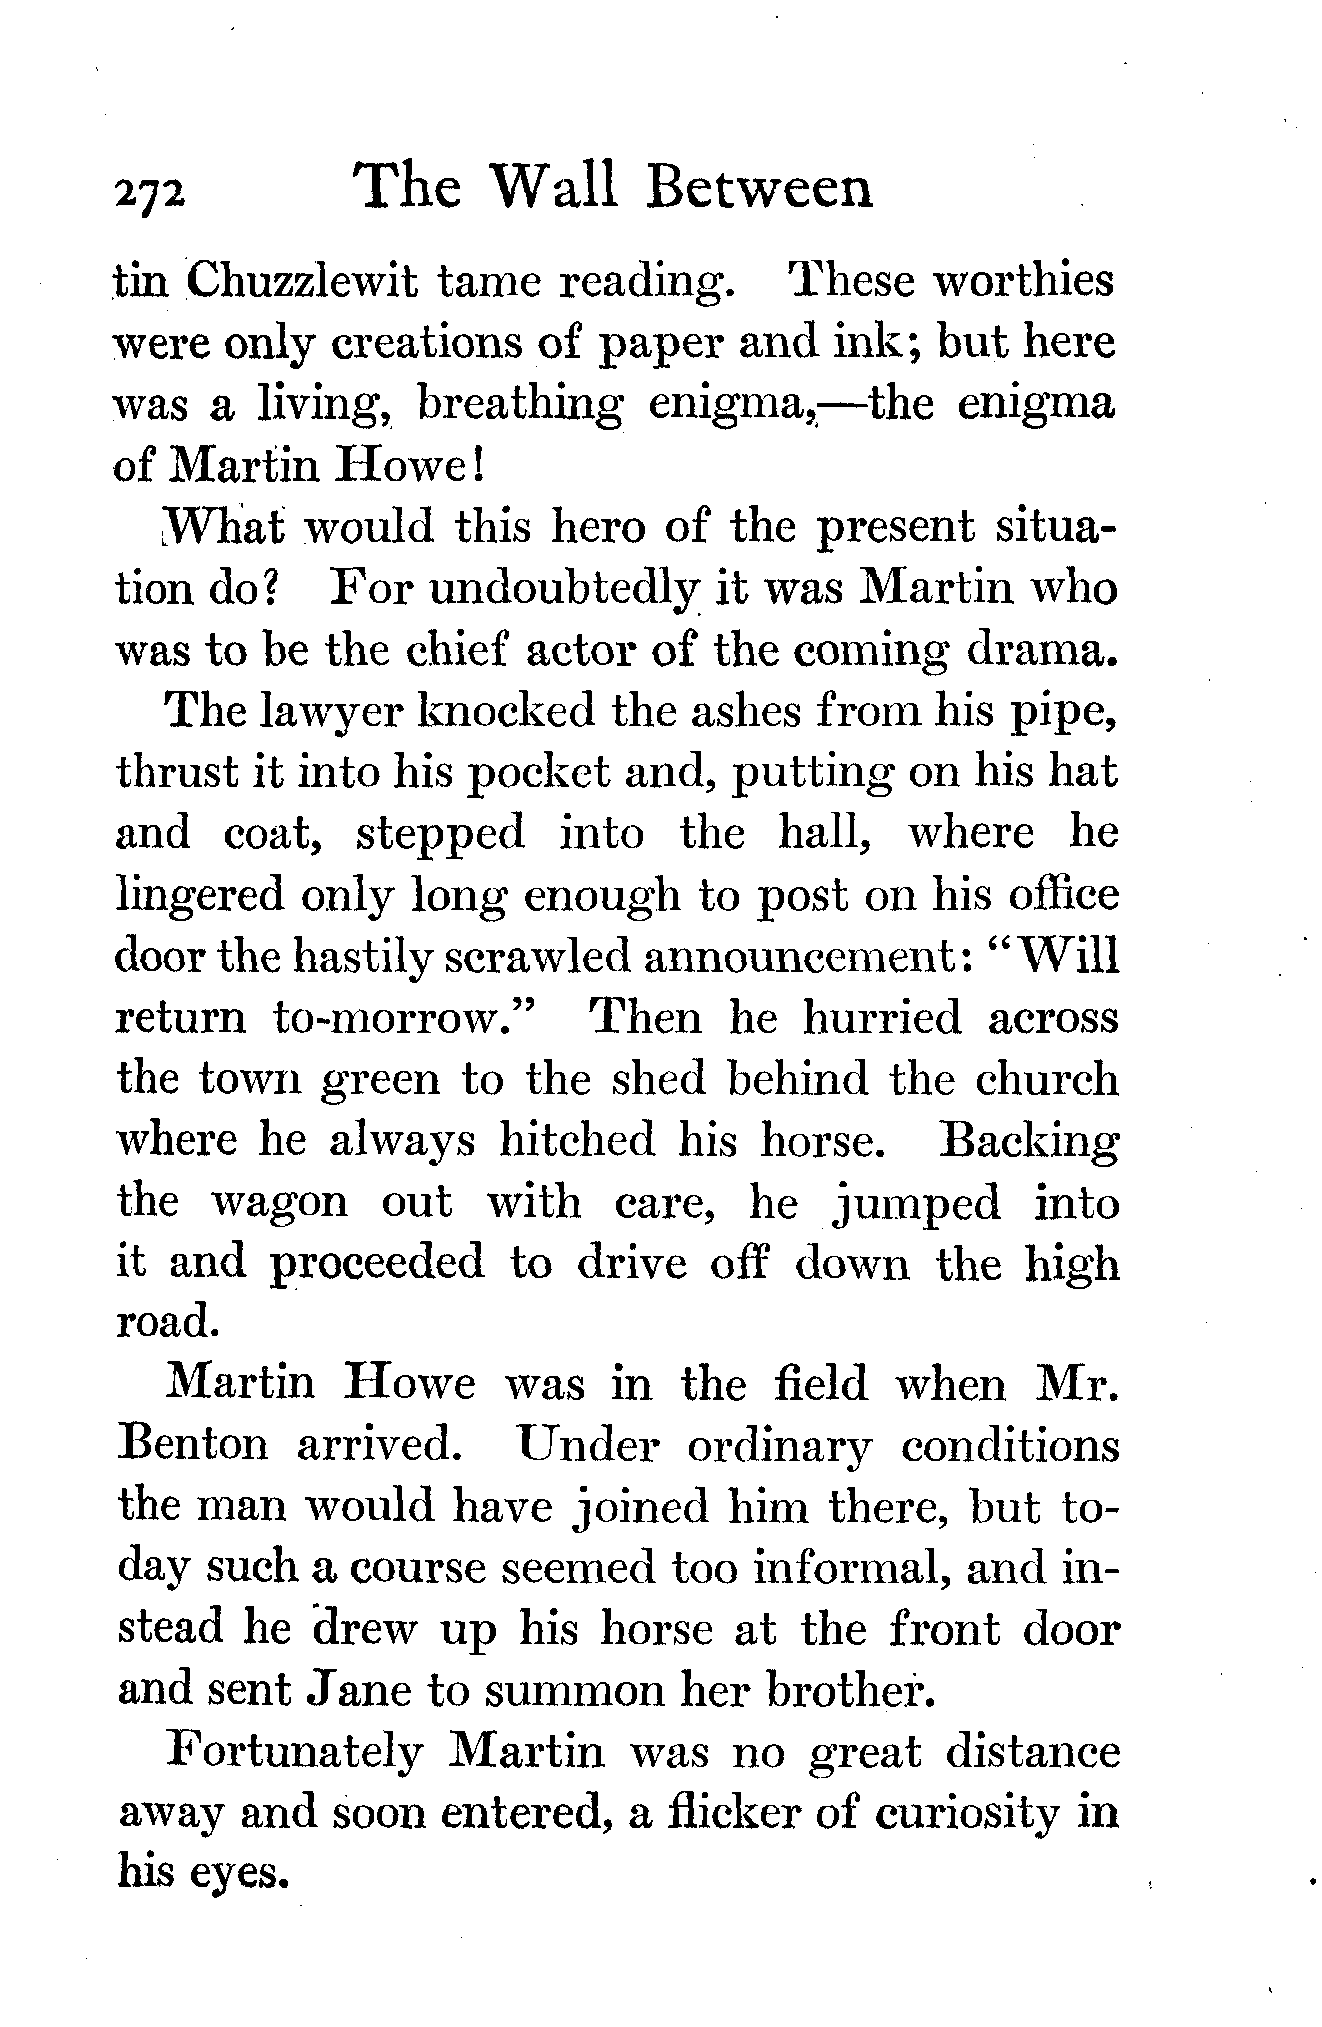 272 The Wall Between
tin Chuzzlewit tame reading. These worthies
were only creations of paper and ink; but here
was a living, breathing enigma,—the enigma
of Martin Howe!
What would this hero of the present situa-
tion do? For undoubtedly it was Martin who
was to be the chief actor of the coming drama.
The lawyer knocked the ashes from his pipe,
thrust it into his pocket and, putting on his hat
and coat, stepped into the hall, where he
lingered only long enough to post on his office
door the hastily scrawled announcement: “Will
return to-morrow.” Then he hurried across
the town green to the shed behind the church
where he always hitched his horse. Backing
the wagon out with care, he jumped into
it and proceeded to drive off down the high
road.
Martin Howe was in the field when Mr.
Benton arrived. Under ordinary conditions
the man would have joined him there, but to-
day such a course seemed too informal, and in-
stead he drew up his horse at the front door
and sent Jane to summon her brother.
Fortunately Martin was no great distance
away and soon entered, a flicker of curiosity in
his eyes.